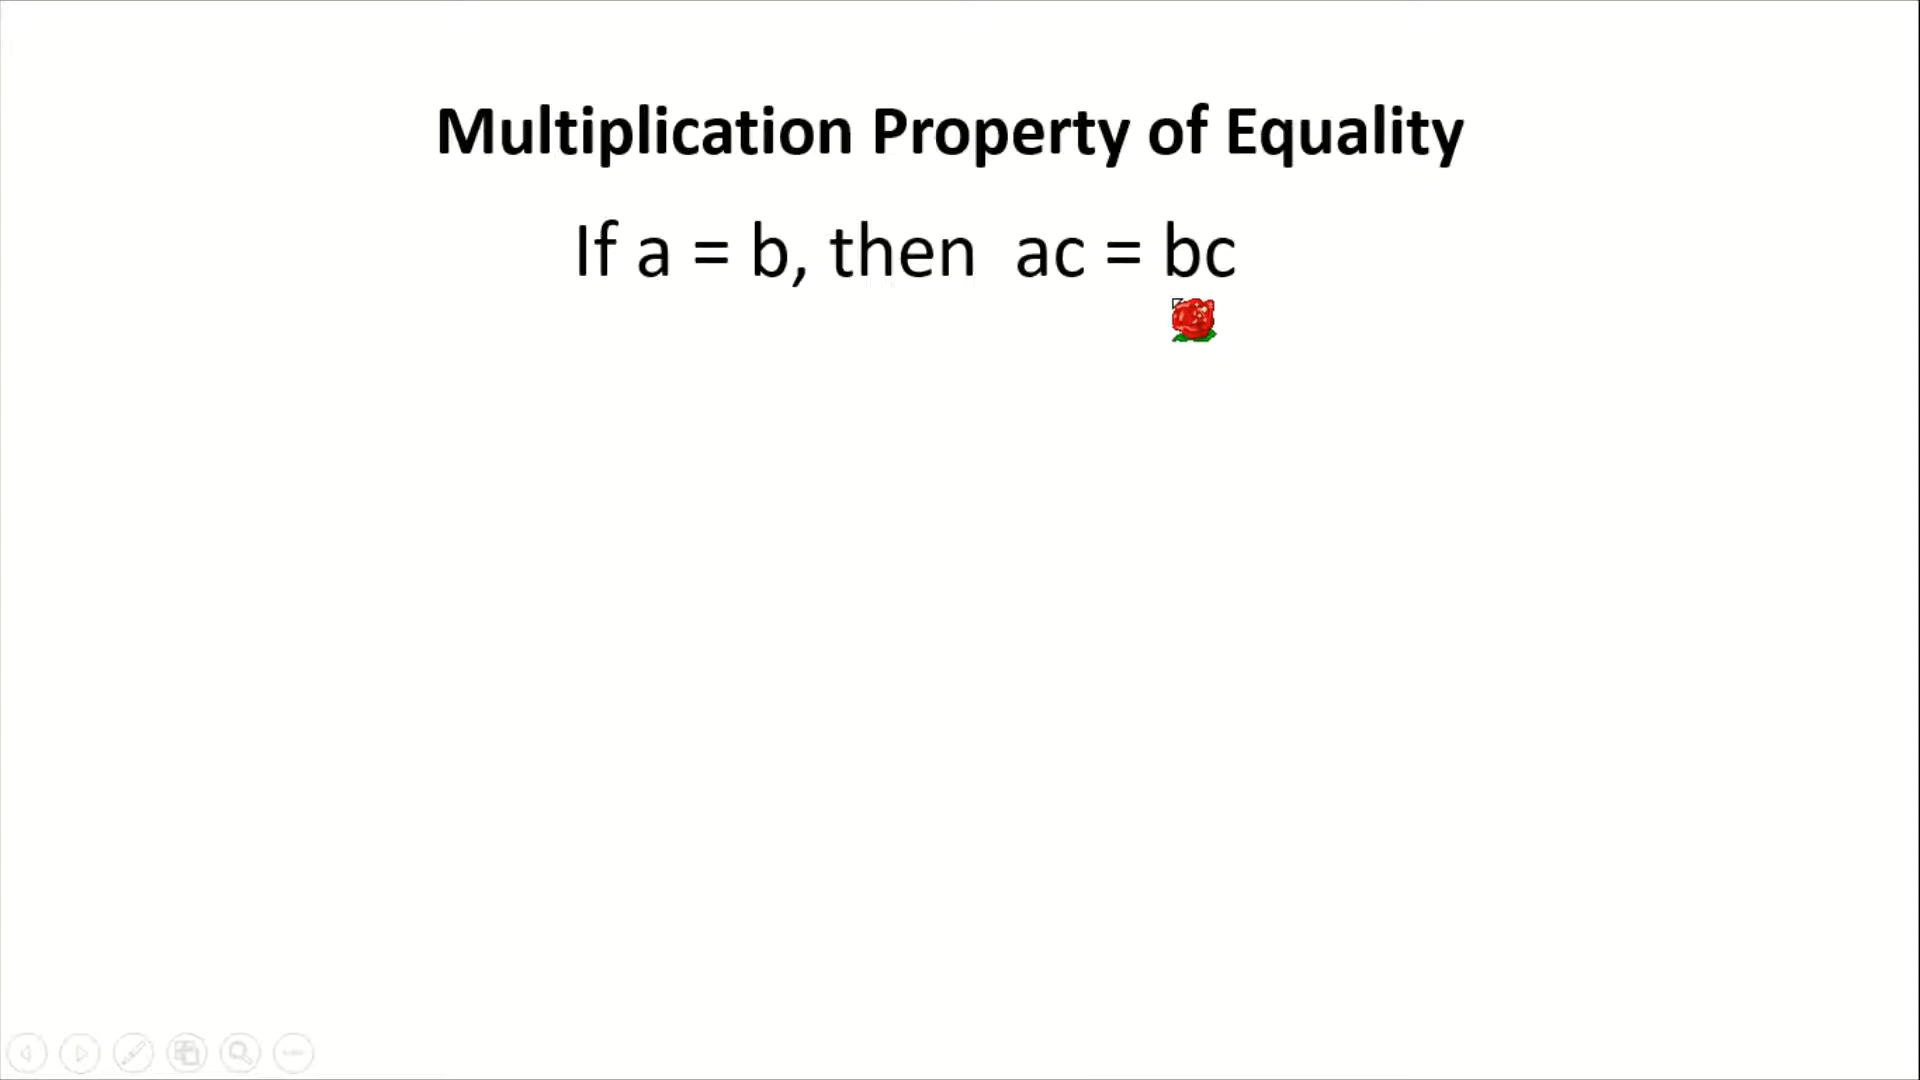 Multiplication Property of Equality
If a = b, then ac = bc